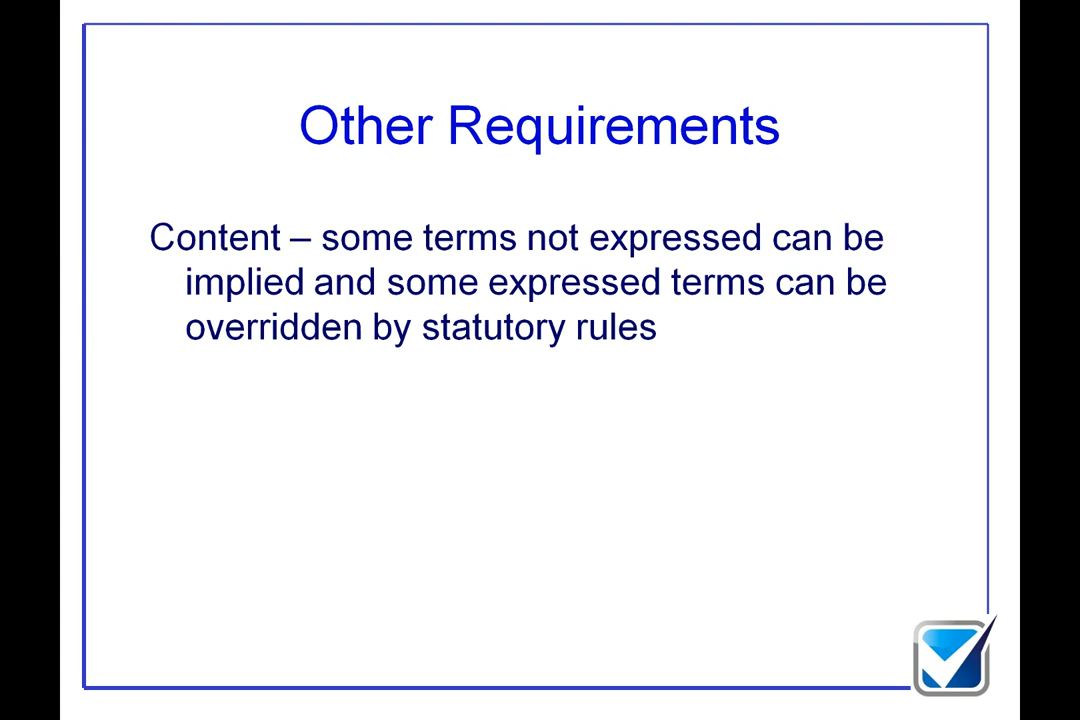 Other Requirements
Content – some terms not expressed can be
implied and some expressed terms can be
overridden by statutory rules